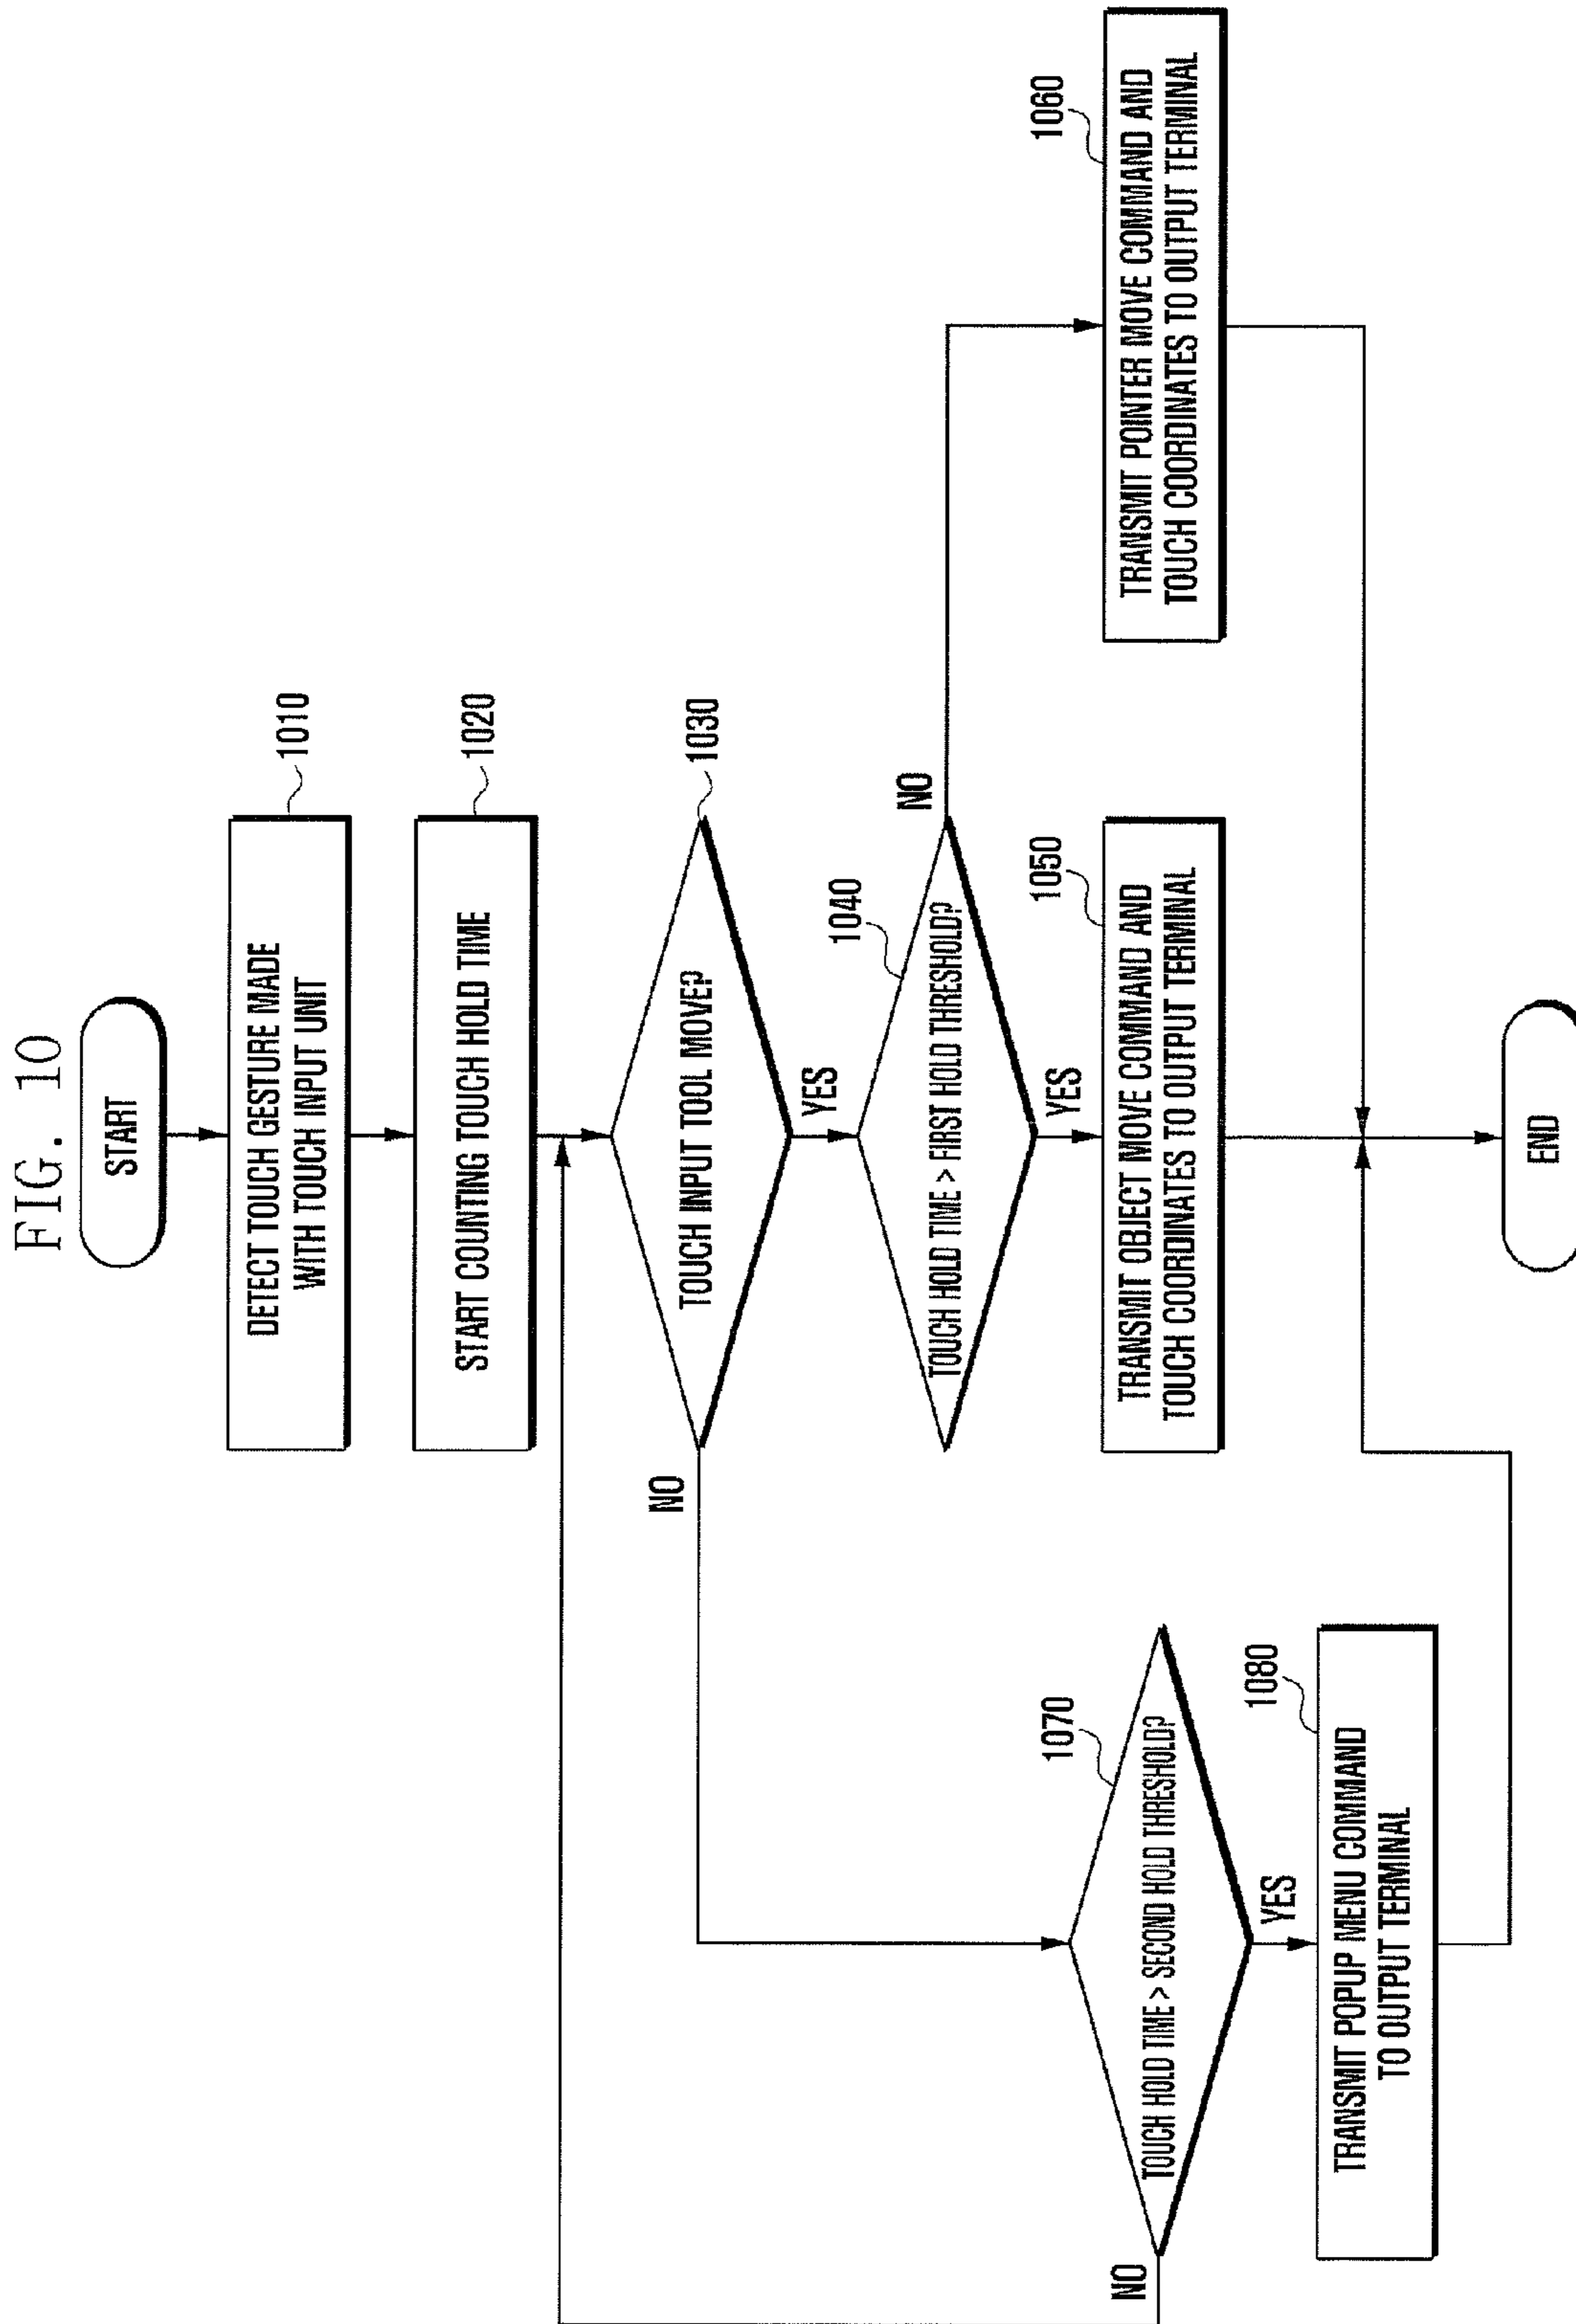 FIG. 10
START
DETECT TOUCH GESTURE MADE
WITH TOUCH INPUT UNIT
1010
START COUNTING TOUCH HOLD TIME
1020
TOUCH INPUT TOOL MOVE?
1030
NO
YES
TOUCH HOLD TIME > FIRST HOLD THRESHOLD?
1040
NO
YES
TRANSMIT OBJECT MOVE COMMAND AND
TOUCH COORDINATES TO OUTPUT TERMINAL
1050
TRANSMIT POINTER MOVE COMMAND AND
TOUCH COORDINATES TO OUTPUT TERMINAL
1060
TOUCH HOLD TIME > SECOND HOLD THRESHOLD?
1070
NO
YES
TRANSMIT POPUP MENU COMMAND
TO OUTPUT TERMINAL
1080
END